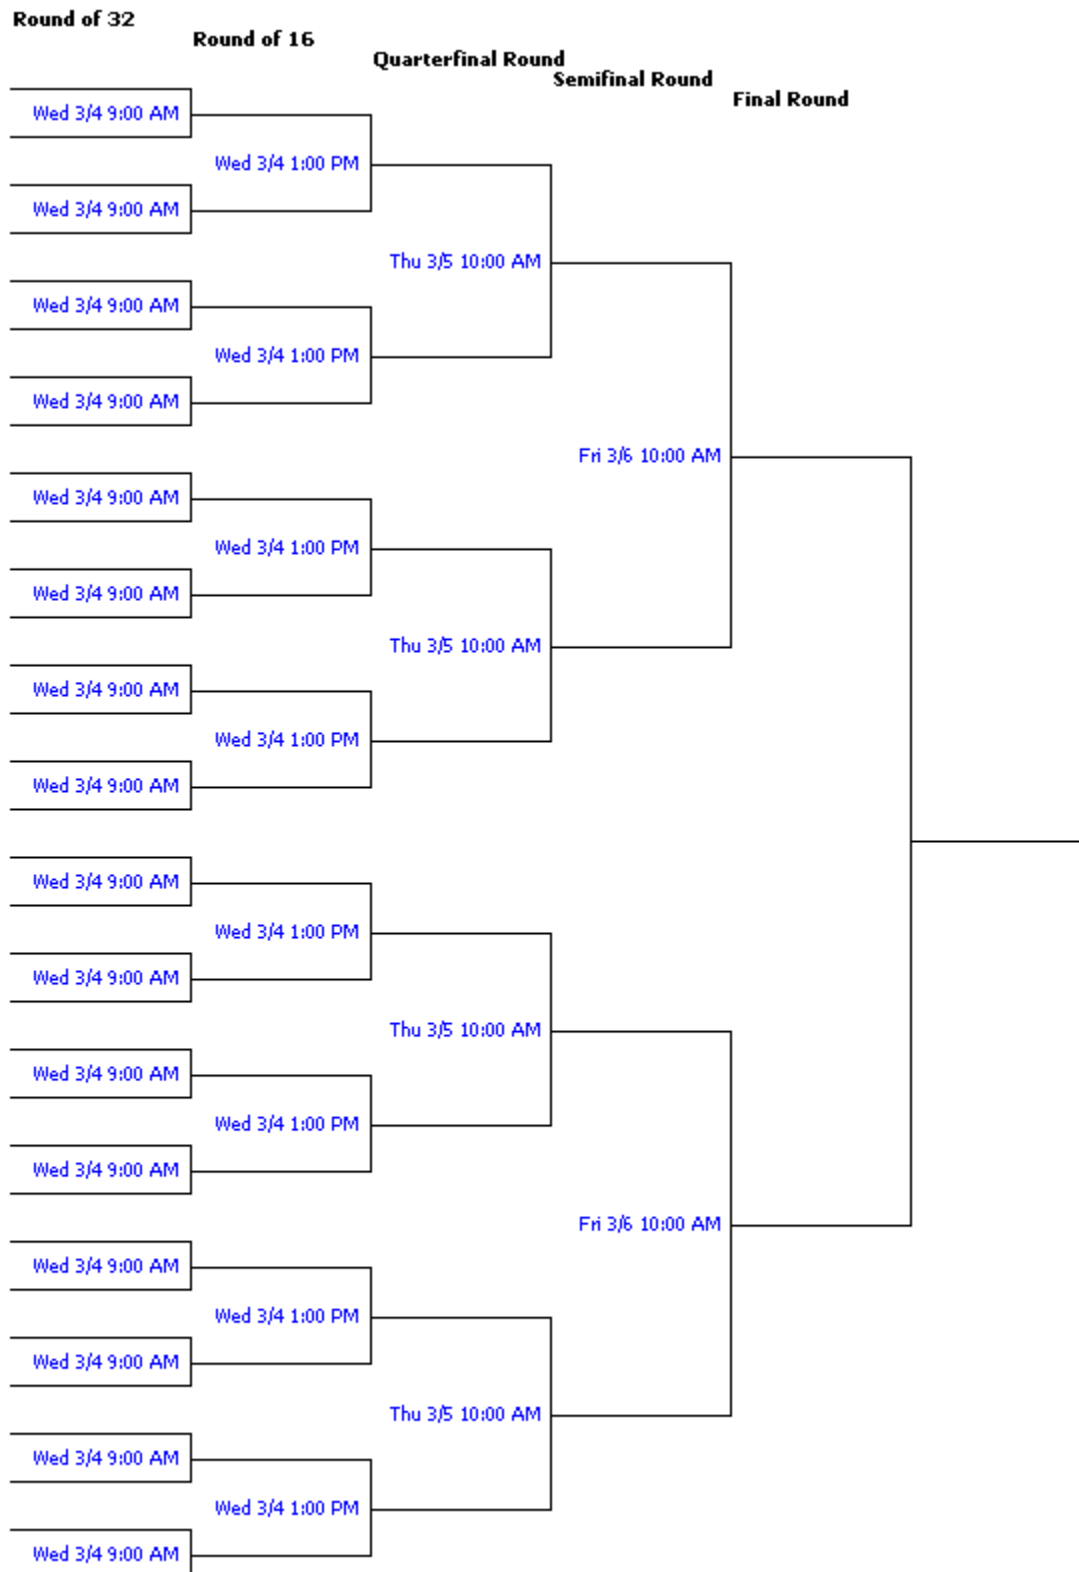 Round of 32
Round of 16
Quarterfinal Round
Semifinal Round
Final Round
Wed 3/4 9:00 AM
Wed 3/4 1:00 PM
Wed 3/4 9:00 AM
Thu 3/5 10:00 AM
Wed 3/4 9:00 AM
Wed 3/4 1:00 PM
Wed 3/4 9:00 AM
Fri 3/6 10:00 AM
Wed 3/4 9:00 AM
Wed 3/4 1:00 PM
Wed 3/4 9:00 AM
Thu 3/5 10:00 AM
Wed 3/4 9:00 AM
Wed 3/4 1:00 PM
Wed 3/4 9:00 AM
Wed 3/4 9:00 AM
Wed 3/4 1:00 PM
Wed 3/4 9:00 AM
Thu 3/5 10:00 AM
Wed 3/4 9:00 AM
Wed 3/4 1:00 PM
Wed 3/4 9:00 AM
Fri 3/6 10:00 AM
Wed 3/4 9:00 AM
Wed 3/4 1:00 PM
Wed 3/4 9:00 AM
Thu 3/5 10:00 AM
Wed 3/4 9:00 AM
Wed 3/4 1:00 PM
Wed 3/4 9:00 AM